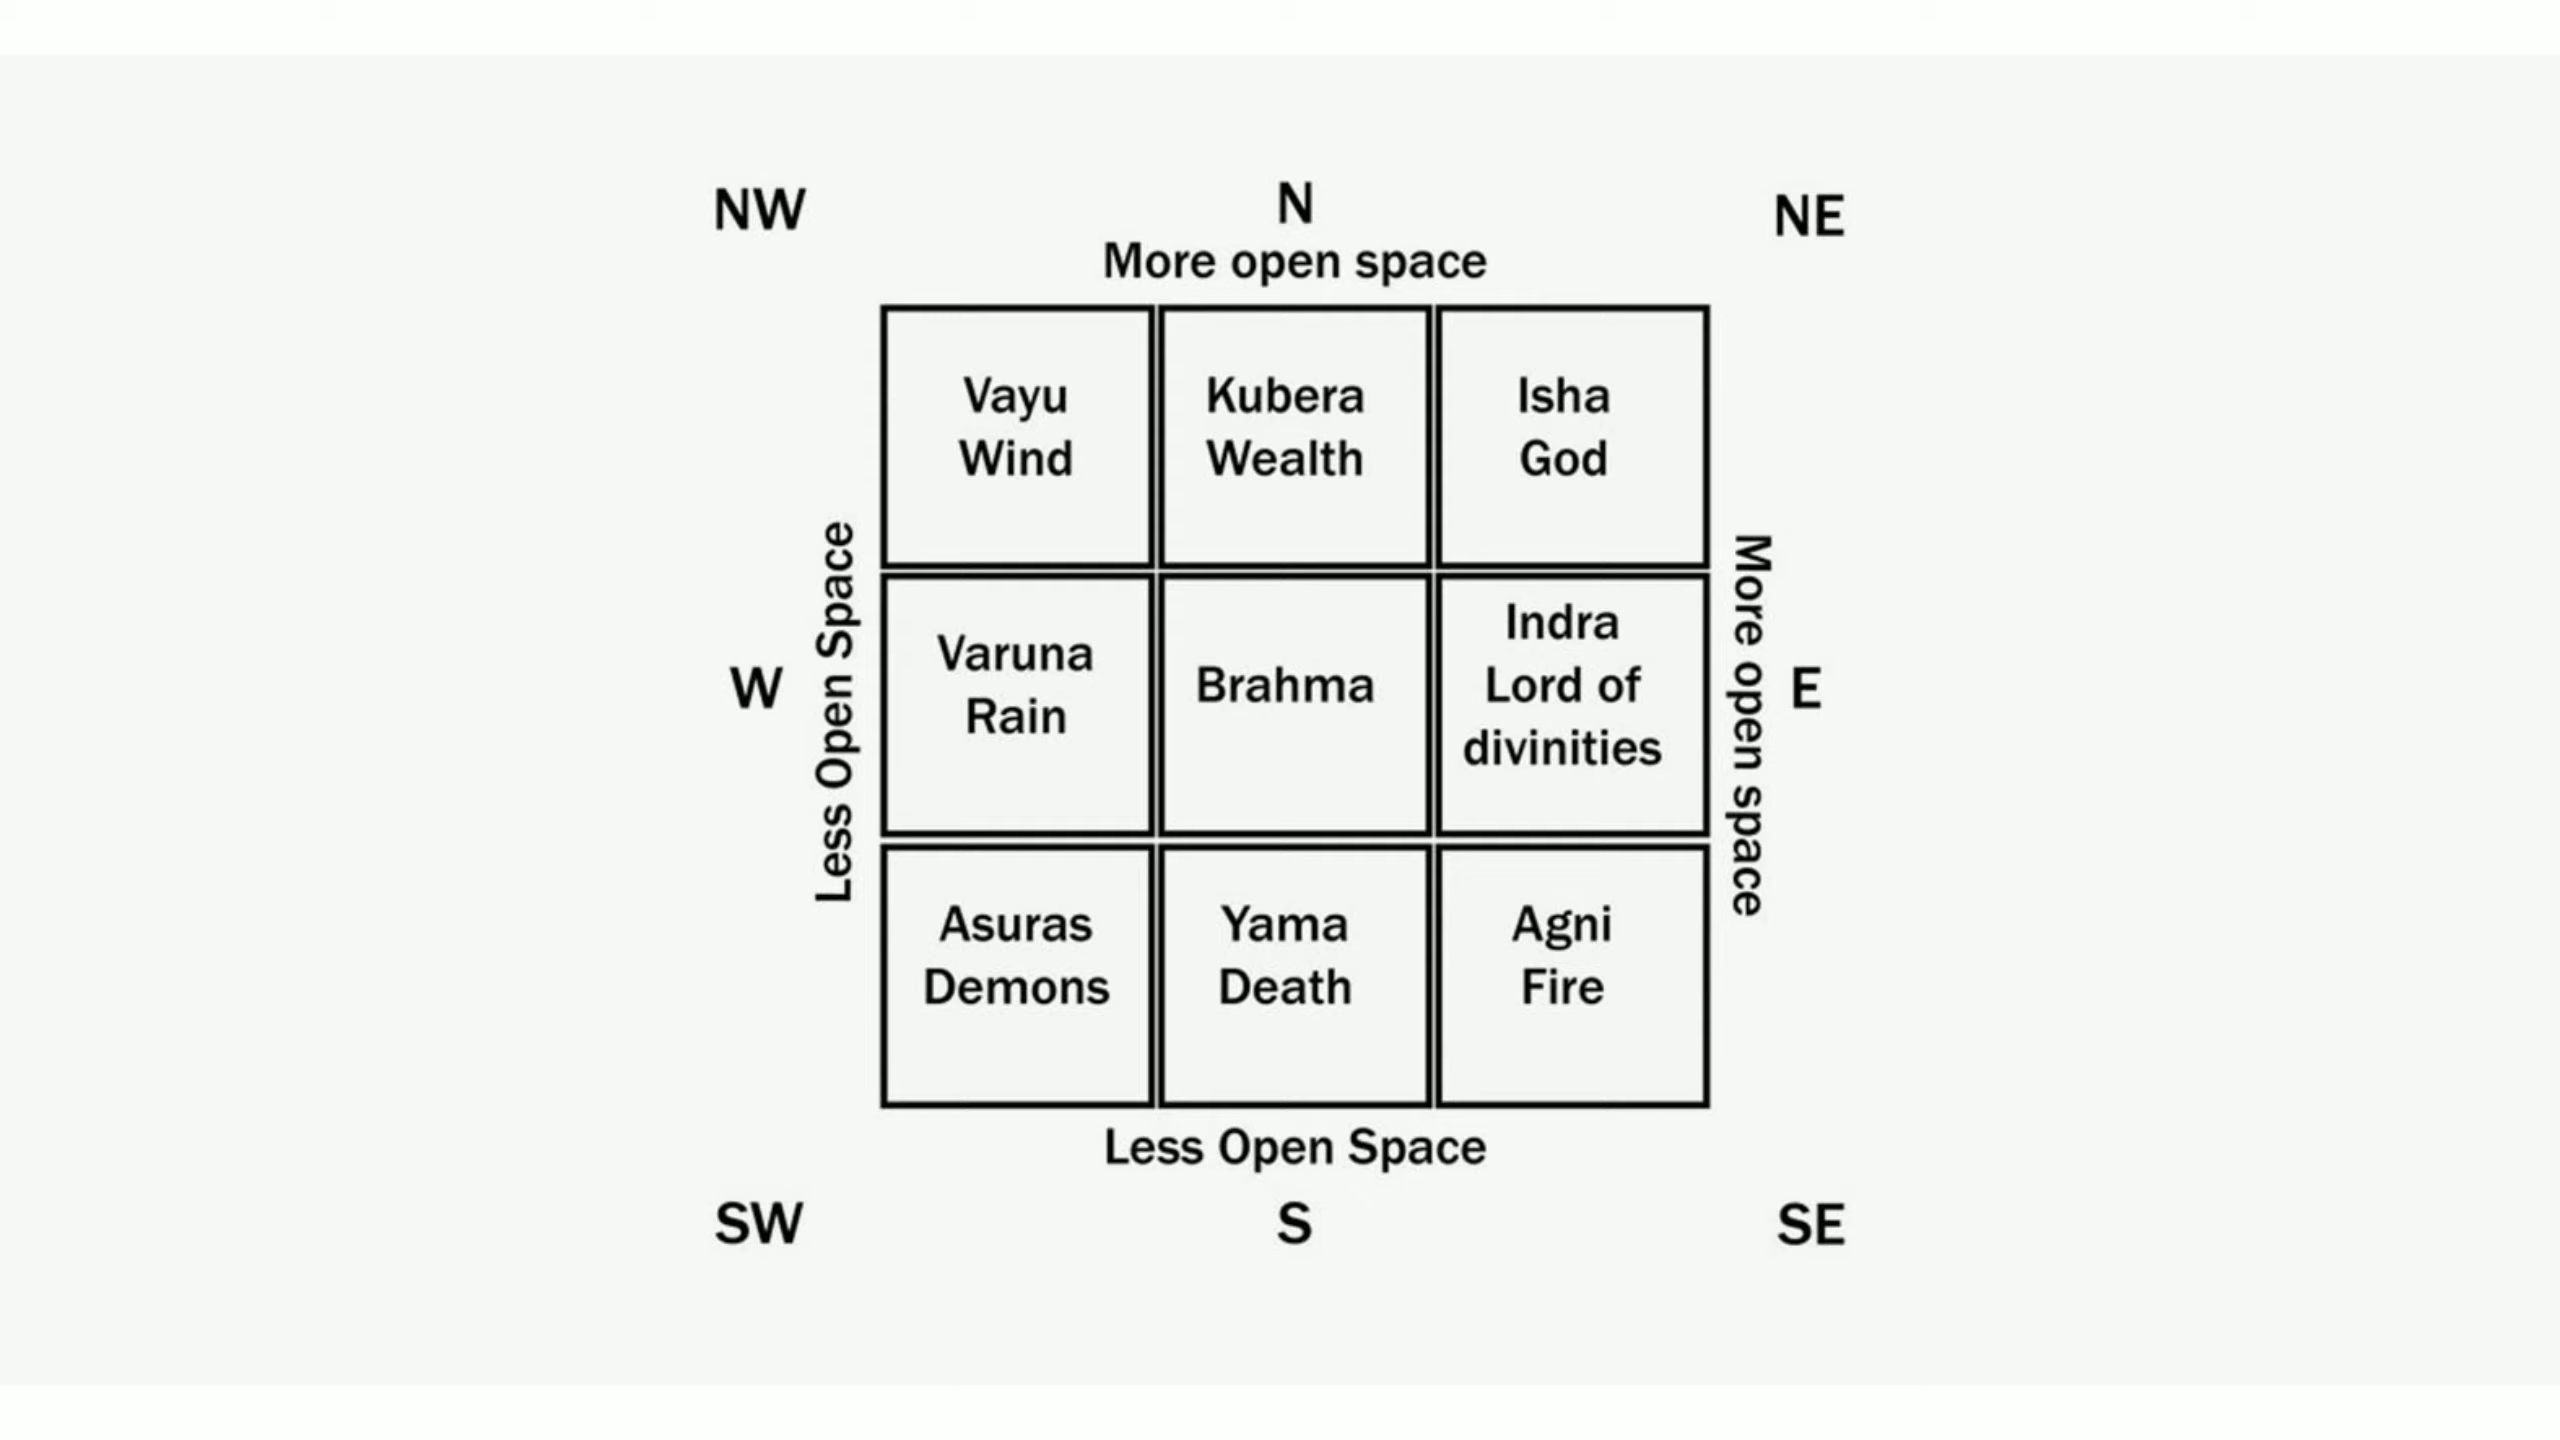 NW
N
NE
More open space
Vayu
Wind
Kubera
Wealth
Isha
God
Less Open Space
W
Varuna
Rain
Brahma
Indra
Lord of
divinities
More open space
E
Asuras
Demons
Yama
Death
Agni
Fire
Less Open Space
SW
S
SE